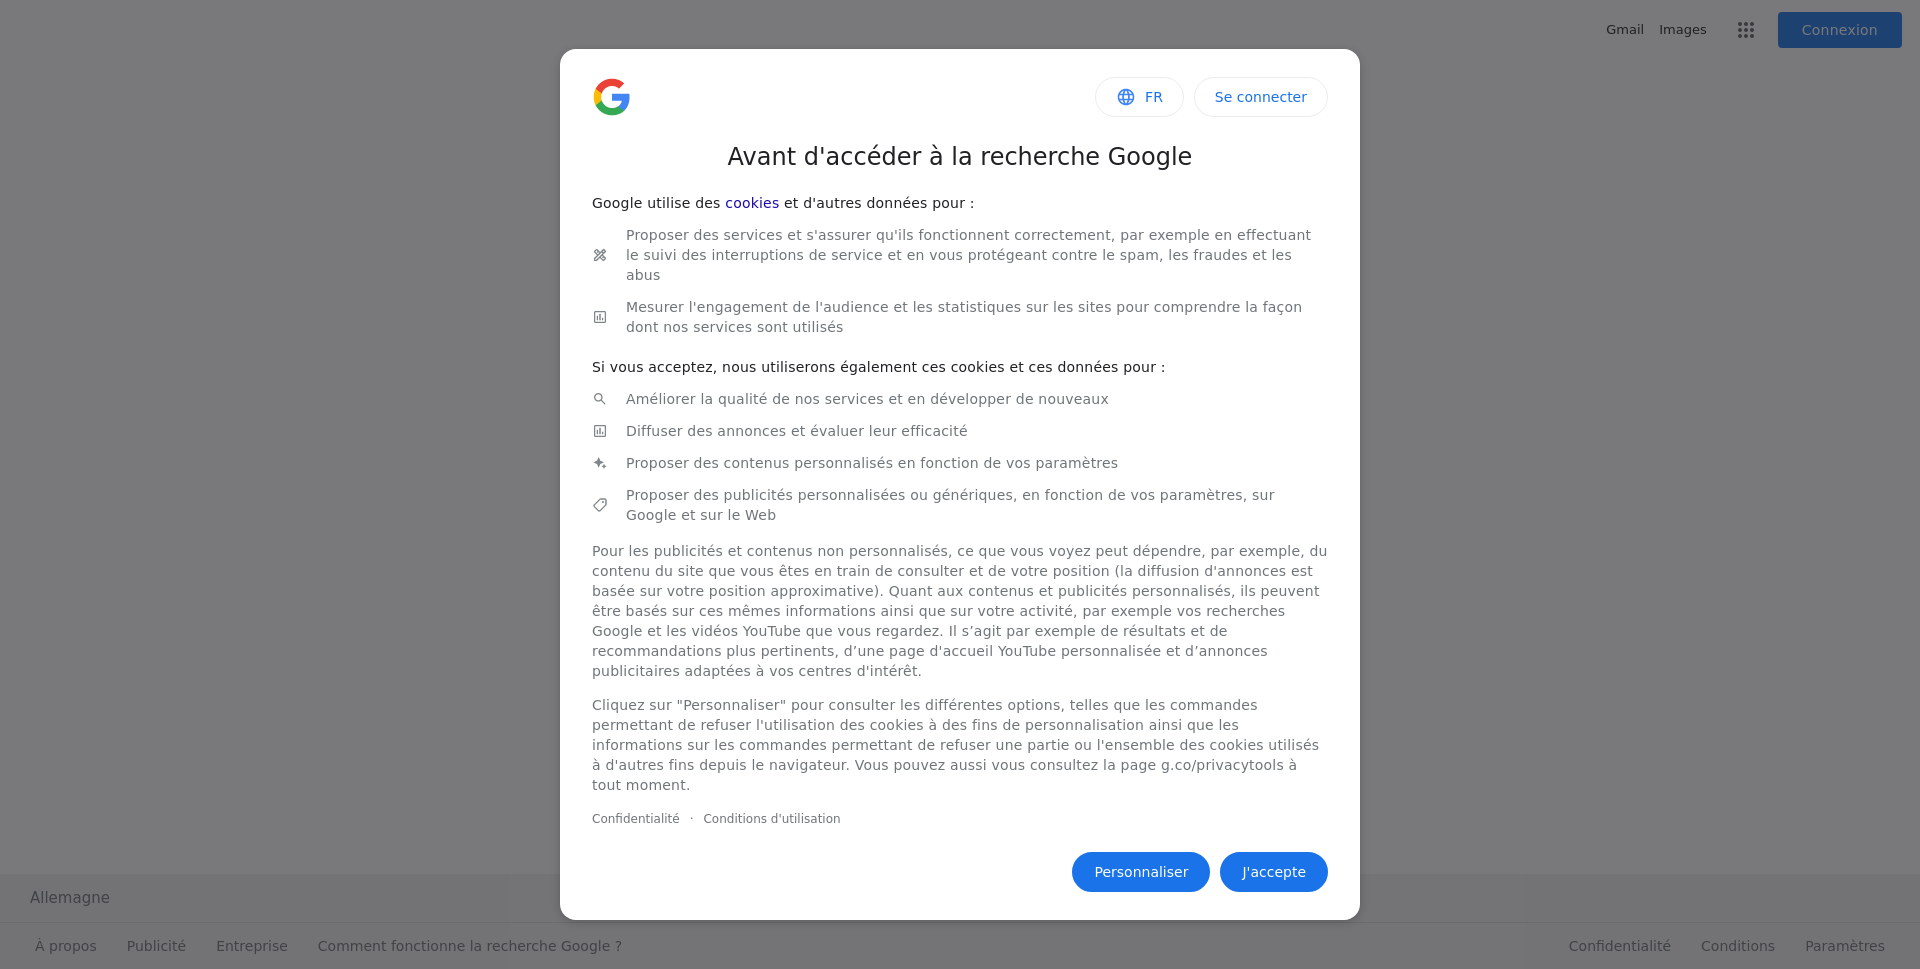 Gmail Images Connexion
FR Se connecter
Avant d'accéder à la recherche Google
Google utilise des cookies et d'autres données pour :
Proposer des services et s'assurer qu'ils fonctionnent correctement, par exemple en effectuant
le suivi des interruptions de service et en vous protégeant contre le spam, les fraudes et les
abus
Mesurer l'engagement de l'audience et les statistiques sur les sites pour comprendre la façon
dont nos services sont utilisés
Si vous acceptez, nous utiliserons également ces cookies et ces données pour :
Améliorer la qualité de nos services et en développer de nouveaux
Diffuser des annonces et évaluer leur efficacité
Proposer des contenus personnalisés en fonction de vos paramètres
Proposer des publicités personnalisées ou génériques, en fonction de vos paramètres, sur
Google et sur le Web
Pour les publicités et contenus non personnalisés, ce que vous voyez peut dépendre, par exemple, du
contenu du site que vous êtes en train de consulter et de votre position (la diffusion d'annonces est
basée sur votre position approximative). Quant aux contenus et publicités personnalisés, ils peuvent
être basés sur ces mêmes informations ainsi que sur votre activité, par exemple vos recherches
Google et les vidéos YouTube que vous regardez. Il s’agit par exemple de résultats et de
recommandations plus pertinents, d’une page d'accueil YouTube personnalisée et d’annonces
publicitaires adaptées à vos centres d'intérêt.
Cliquez sur "Personnaliser" pour consulter les différentes options, telles que les commandes
permettant de refuser l'utilisation des cookies à des fins de personnalisation ainsi que les
informations sur les commandes permettant de refuser une partie ou l'ensemble des cookies utilisés
à d'autres fins depuis le navigateur. Vous pouvez aussi vous consultez la page g.co/privacytools à
tout moment.
Confidentialité · Conditions d'utilisation
Personnaliser J'accepte
Allemagne
À propos Publicité Entreprise Comment fonctionne la recherche Google ? Confidentialité Conditions Paramètres